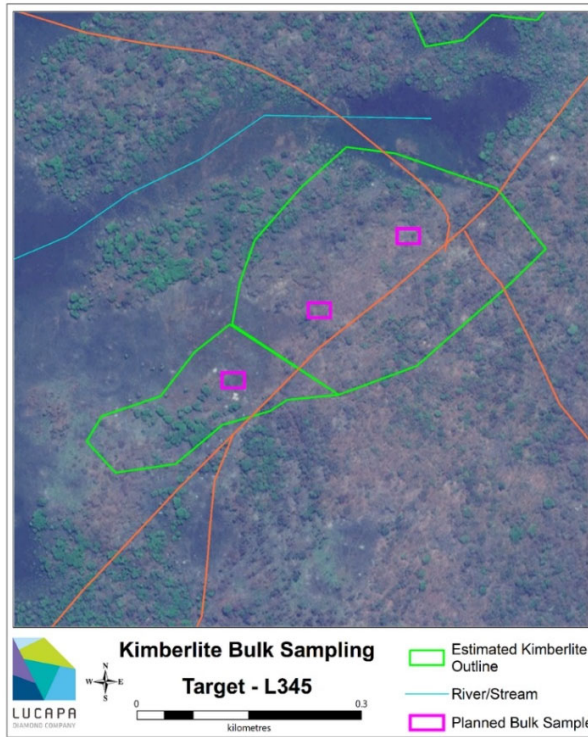 Kimberlite Bulk Sampling
Target - L345
N
W E
S
0 0.3
kilometres
LUCAPA
DIAMOND COMPANY
Estimated Kimberlite
Outline
River/Stream
Planned Bulk Sample